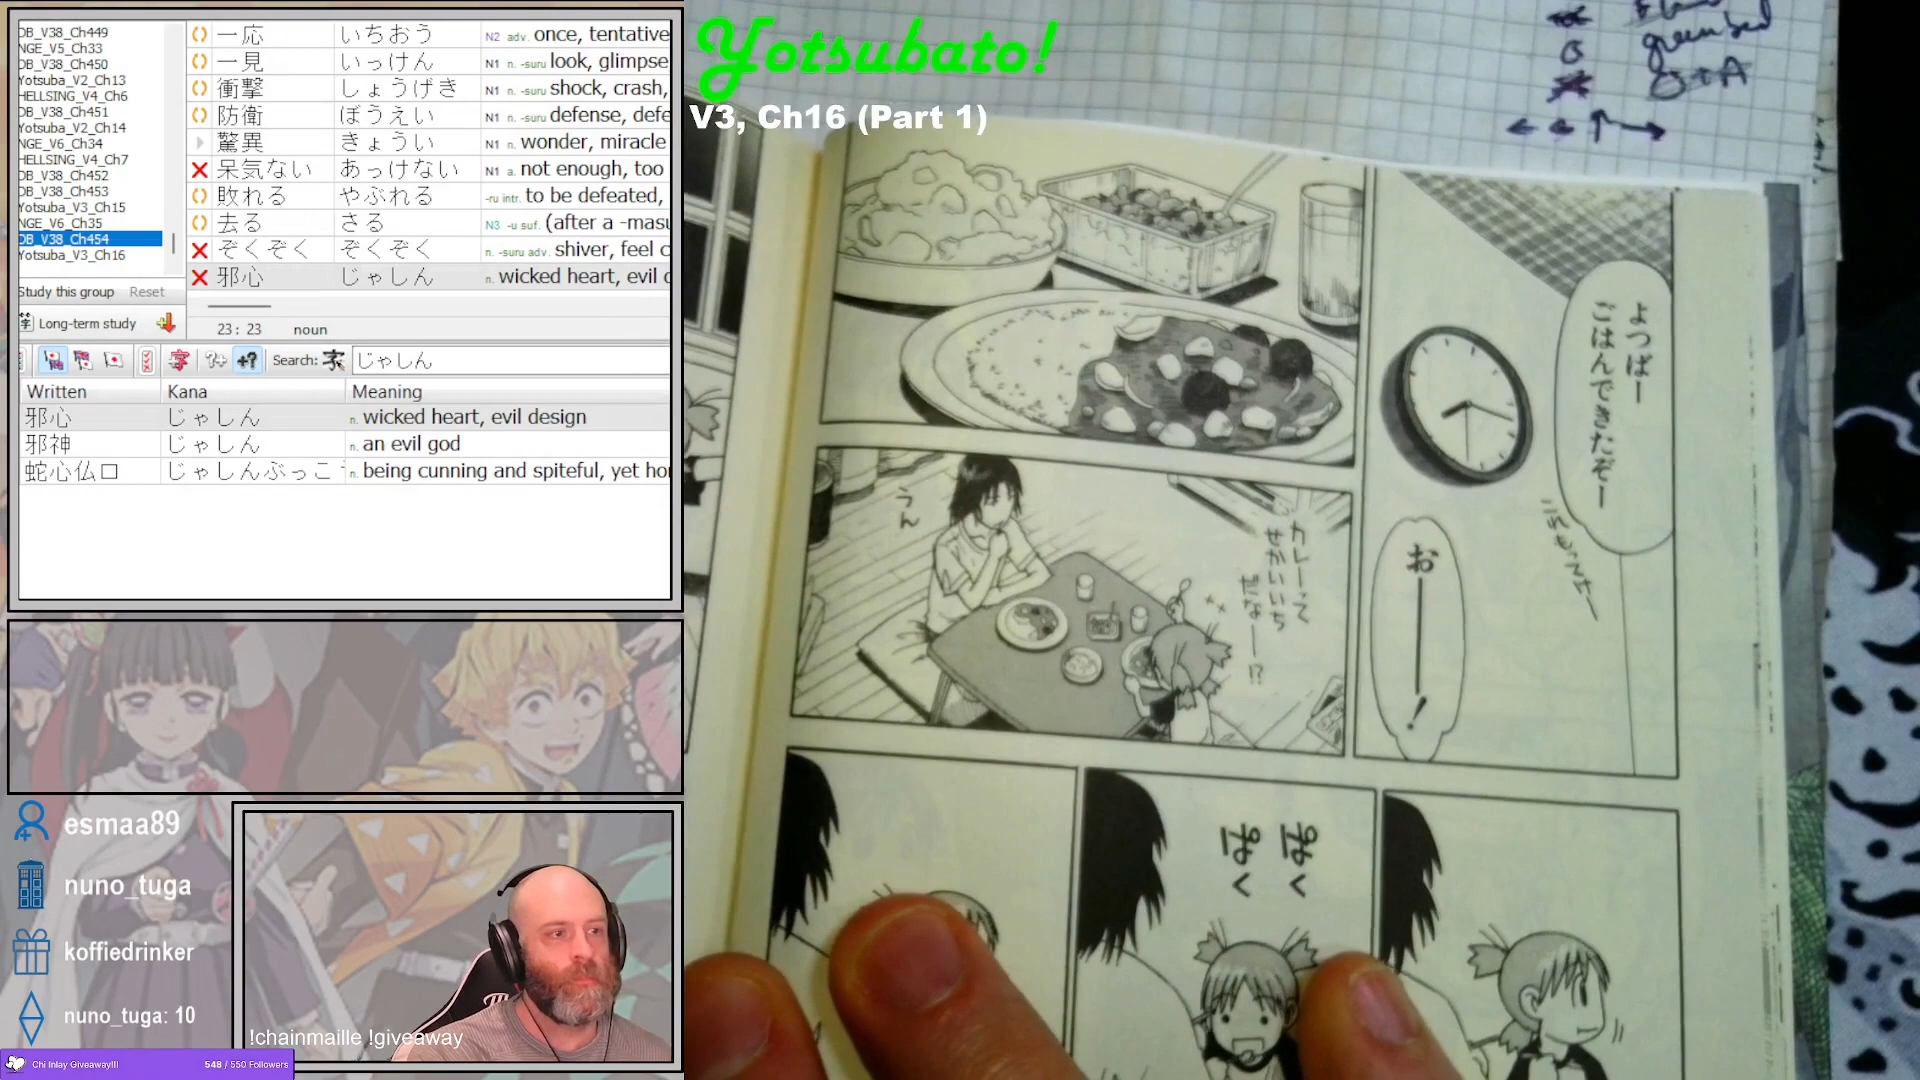 DB_V38_Ch449
NGE_V5_Ch33
DB_V38_Ch450
Yotsuba_V2_Ch13
HELLSING_V4_Ch6
DB_V38_Ch451
Yotsuba_V2_Ch14
NGE_V6_Ch34
HELLSING_V4_Ch7
DB_V38_Ch452
DB_V38_Ch453
Yotsuba_V3_Ch15
NGE_V6_Ch35
DB_V38_Ch454
Yotsuba_V3_Ch16
Study this group Reset
Long-term study
一応 いちおう N2 adv. once, tentative
一見 いっけん N1 n. -suru look, glimpse
衝撃 しょうげき N1 n. -suru shock, crash,
防衛 ぼうえい N1 n. -suru defense, defe
驚異 きょうい N1 n. wonder, miracle
呆気ない あっけない N1 a. not enough, too
敗れる やぶれる -ru intr. to be defeated,
去る さる N3 -u suf. (after a -masu
ぞくぞく ぞくぞく n. -suru adv. shiver, feel c
邪心 じゃしん n. wicked heart, evil d
23: 23 noun
Search: じゃしん
Written Kana Meaning
邪心 じゃしん n. wicked heart, evil design
邪神 じゃしん n. an evil god
蛇心仏口 じゃしんぶっこ n. being cunning and spiteful, yet ho
Yotsubato!
V3, Ch16 (Part 1)
よつばー
ごはんできたぞー
おーー!
カレーって
せかいいち
だなーー!?
うん
esmaa89
nuno_tuga
koffiedrinker
nuno_tuga: 10
!chainmaille !giveaway
Chi Inlay Giveaway!!! 548 / 550 Followers